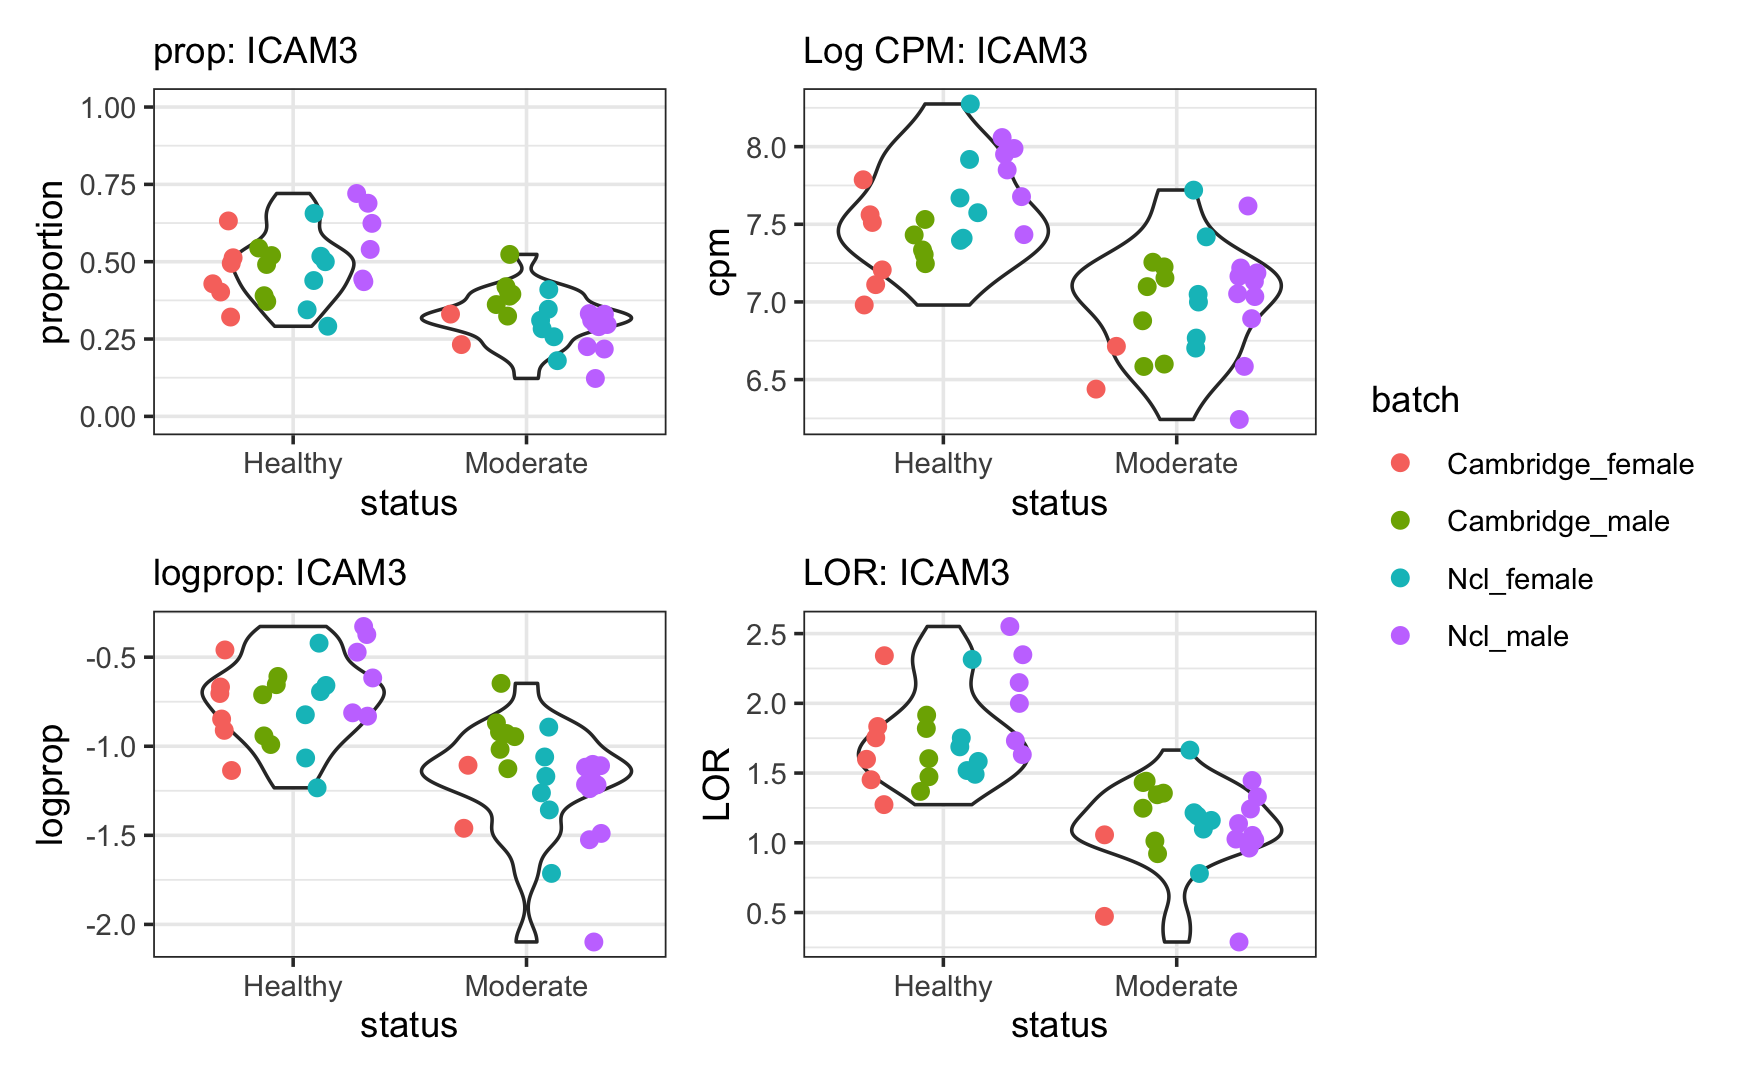 prop: ICAM3
1.00
0.75
0.50
0.25
0.00
proportion
Healthy
Moderate
status
Log CPM: ICAM3
8.0
7.5
7.0
6.5
cpm
Healthy
Moderate
status
logprop: ICAM3
-0.5
-1.0
-1.5
-2.0
logprop
Healthy
Moderate
status
LOR: ICAM3
2.5
2.0
1.5
1.0
0.5
LOR
Healthy
Moderate
status
batch
Cambridge_female
Cambridge_male
Ncl_female
Ncl_male